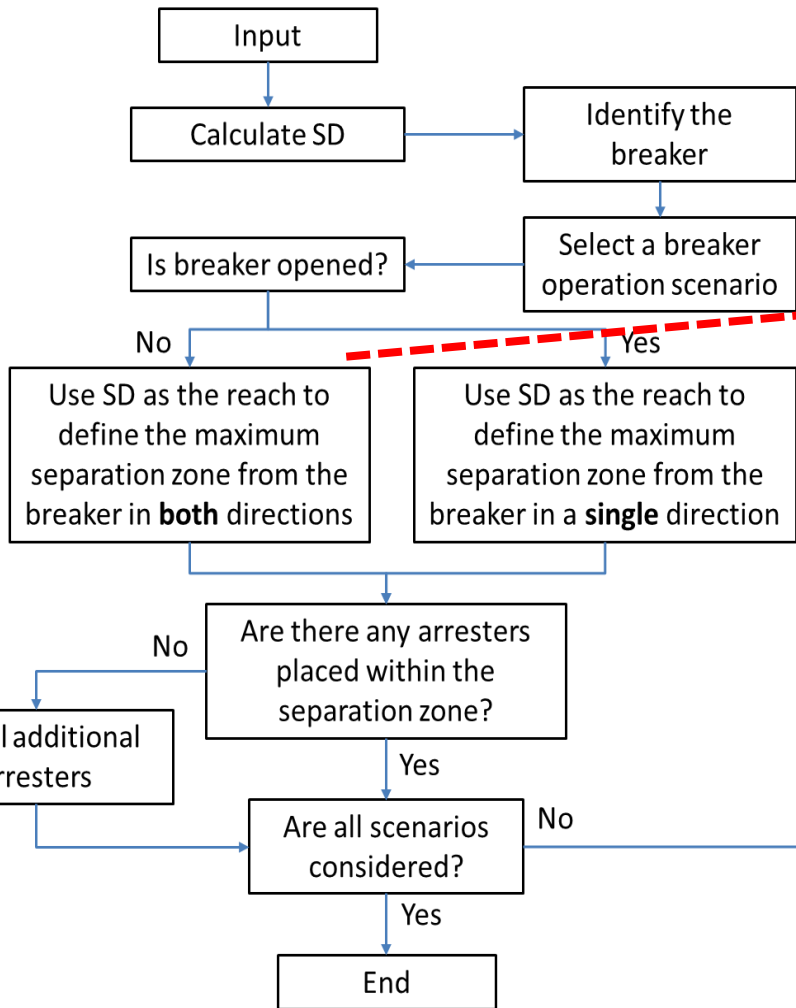 Input
Calculate SD
Identify the
breaker
Select a breaker
operation scenario
Is breaker opened?
No
Yes
Use SD as the reach to
define the maximum
separation zone from the
breaker in both directions
Use SD as the reach to
define the maximum
separation zone from the
breaker in a single direction
Are there any arresters
placed within the
separation zone?
No
additional
Yes
Are all scenarios
considered?
No
Yes
End